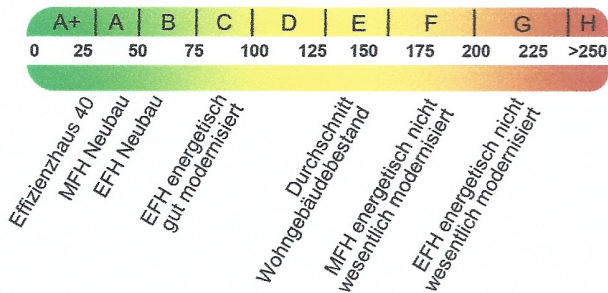 A+ A B C D E F G H
0 25 50 75 100 125 150 175 200 225 >250
Effizienzhaus 40
MFH Neubau
EFH Neubau
EFH energetisch
gut modernisiert
Durchschnitt
Wohngebäudebestand
MFH energetisch nicht
wesentlich modernisiert
EFH energetisch nicht
wesentlich modernisiert